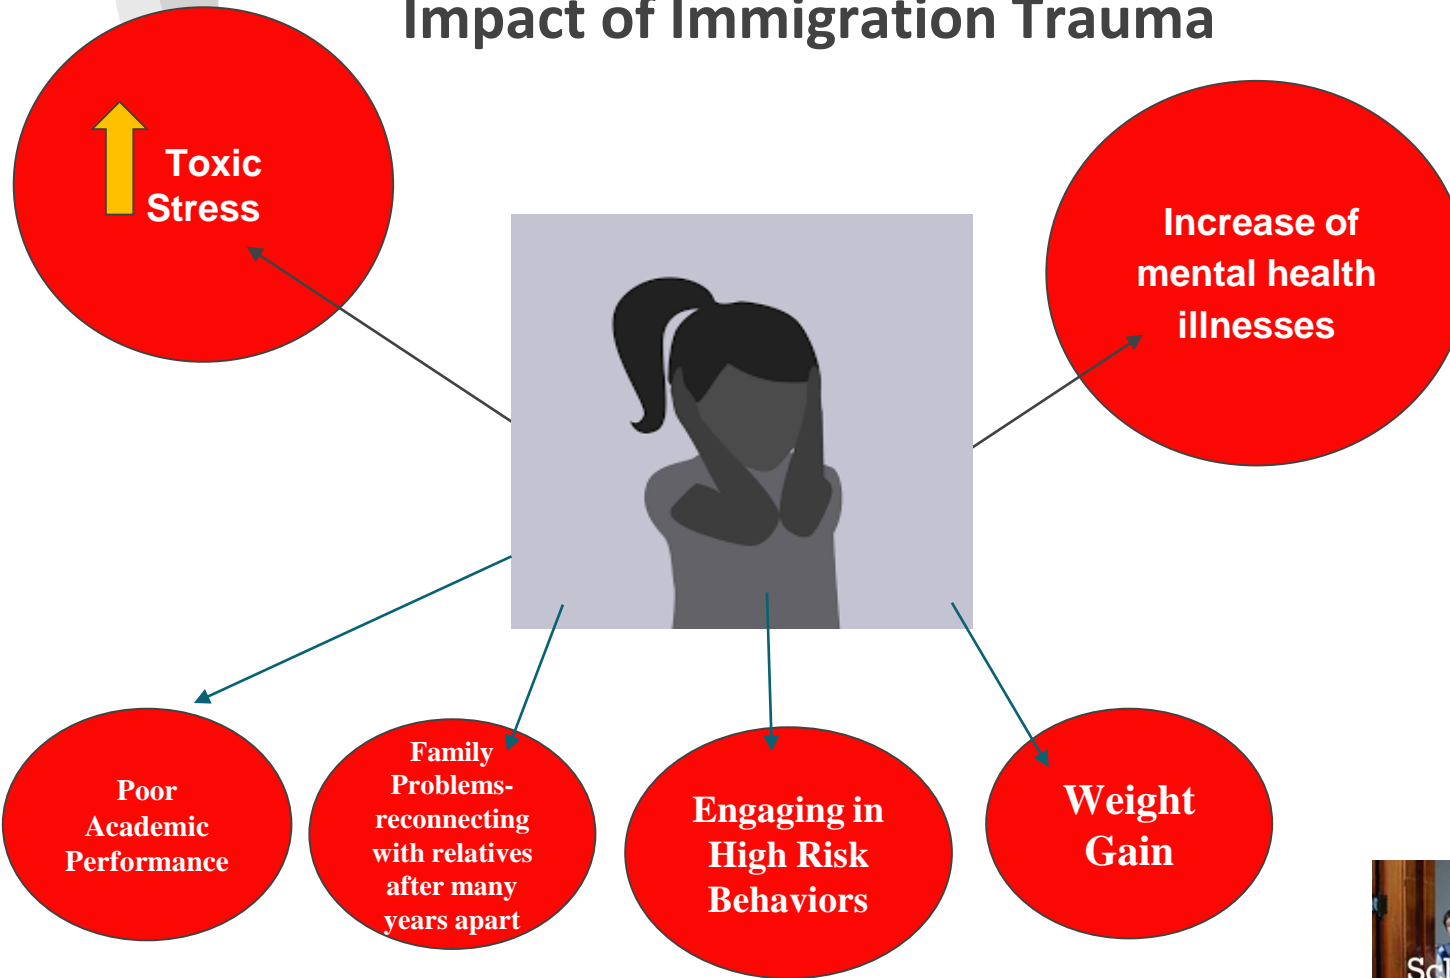 Impact of Immigration Trauma
Toxic
Stress
Increase of
mental health
illnesses
Poor
Academic
Performance
Family
Problems-
reconnecting
with relatives
after many
years apart
Engaging in
High Risk
Behaviors
Weight
Gain